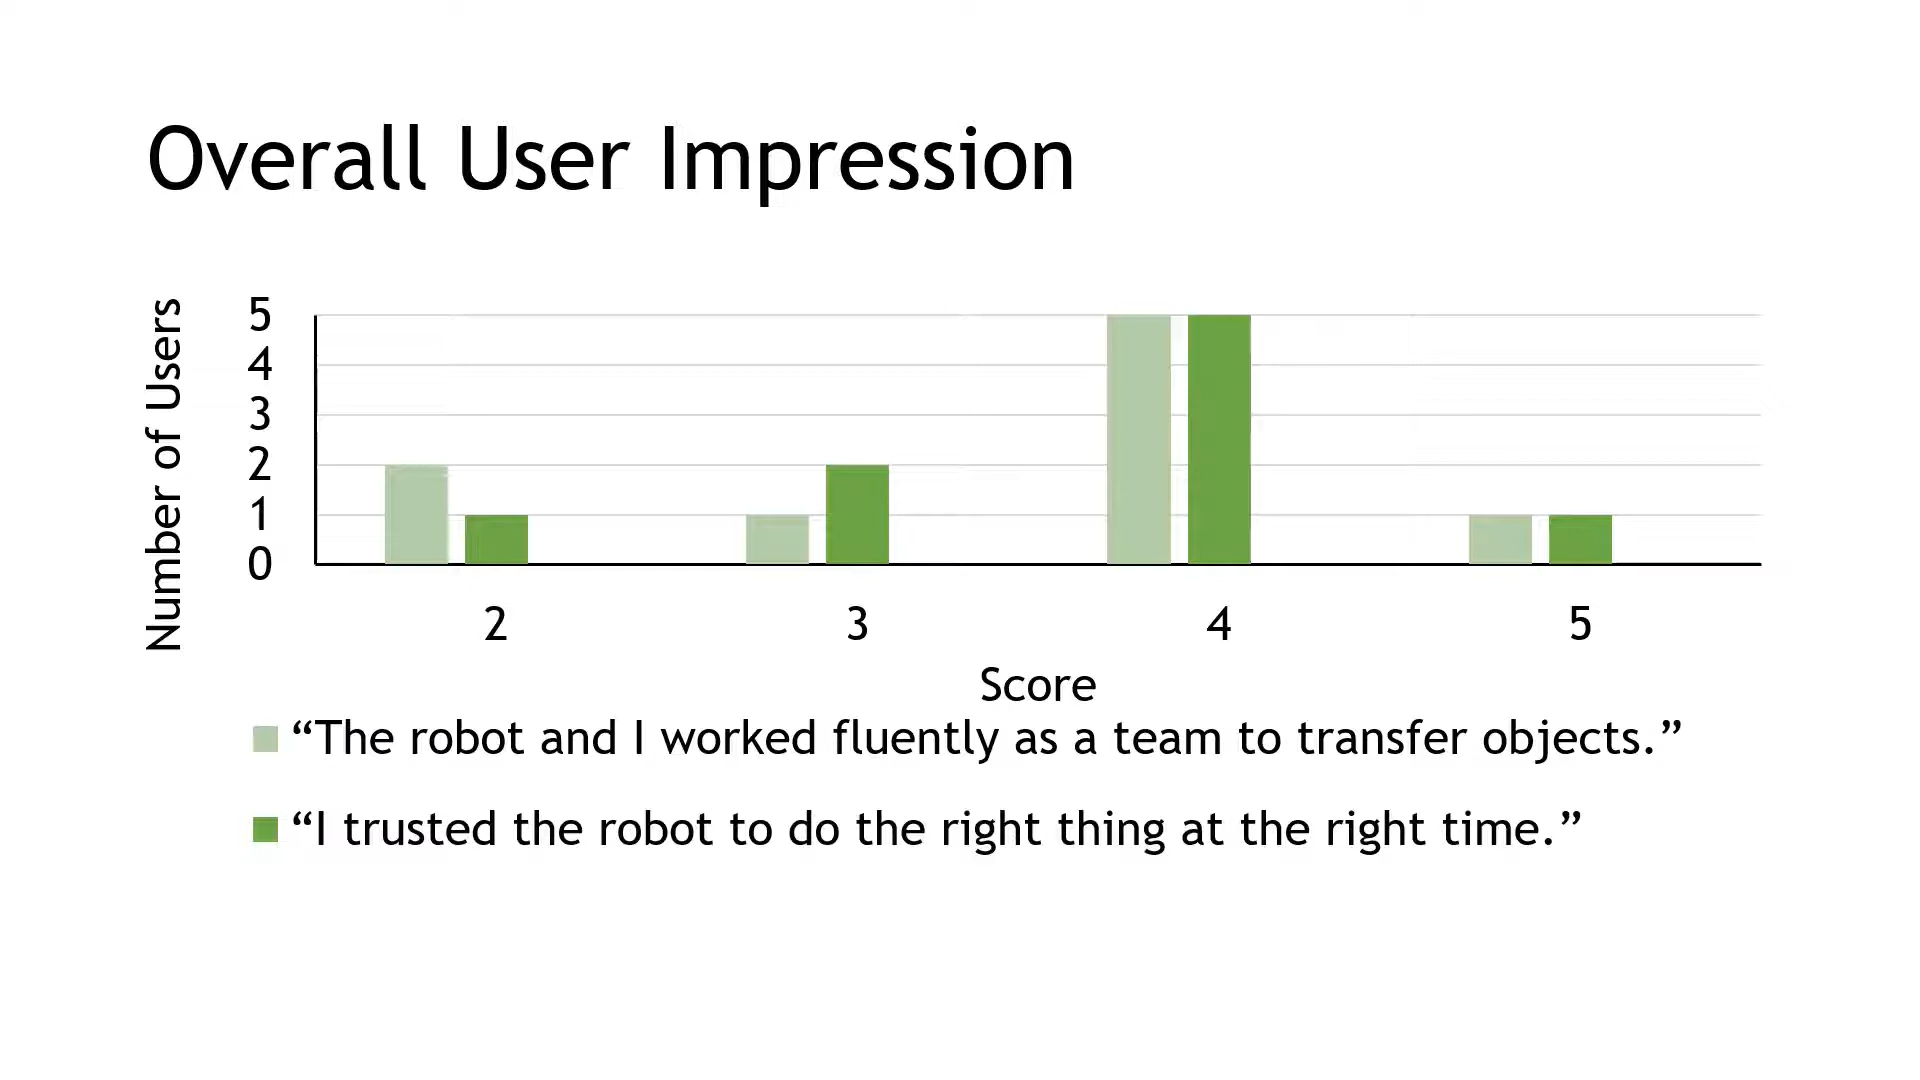 Overall User Impression
Number of Users
5
4
3
2
1
0
2 3 4 5
Score
“The robot and I worked fluently as a team to transfer objects.”
“I trusted the robot to do the right thing at the right time.”